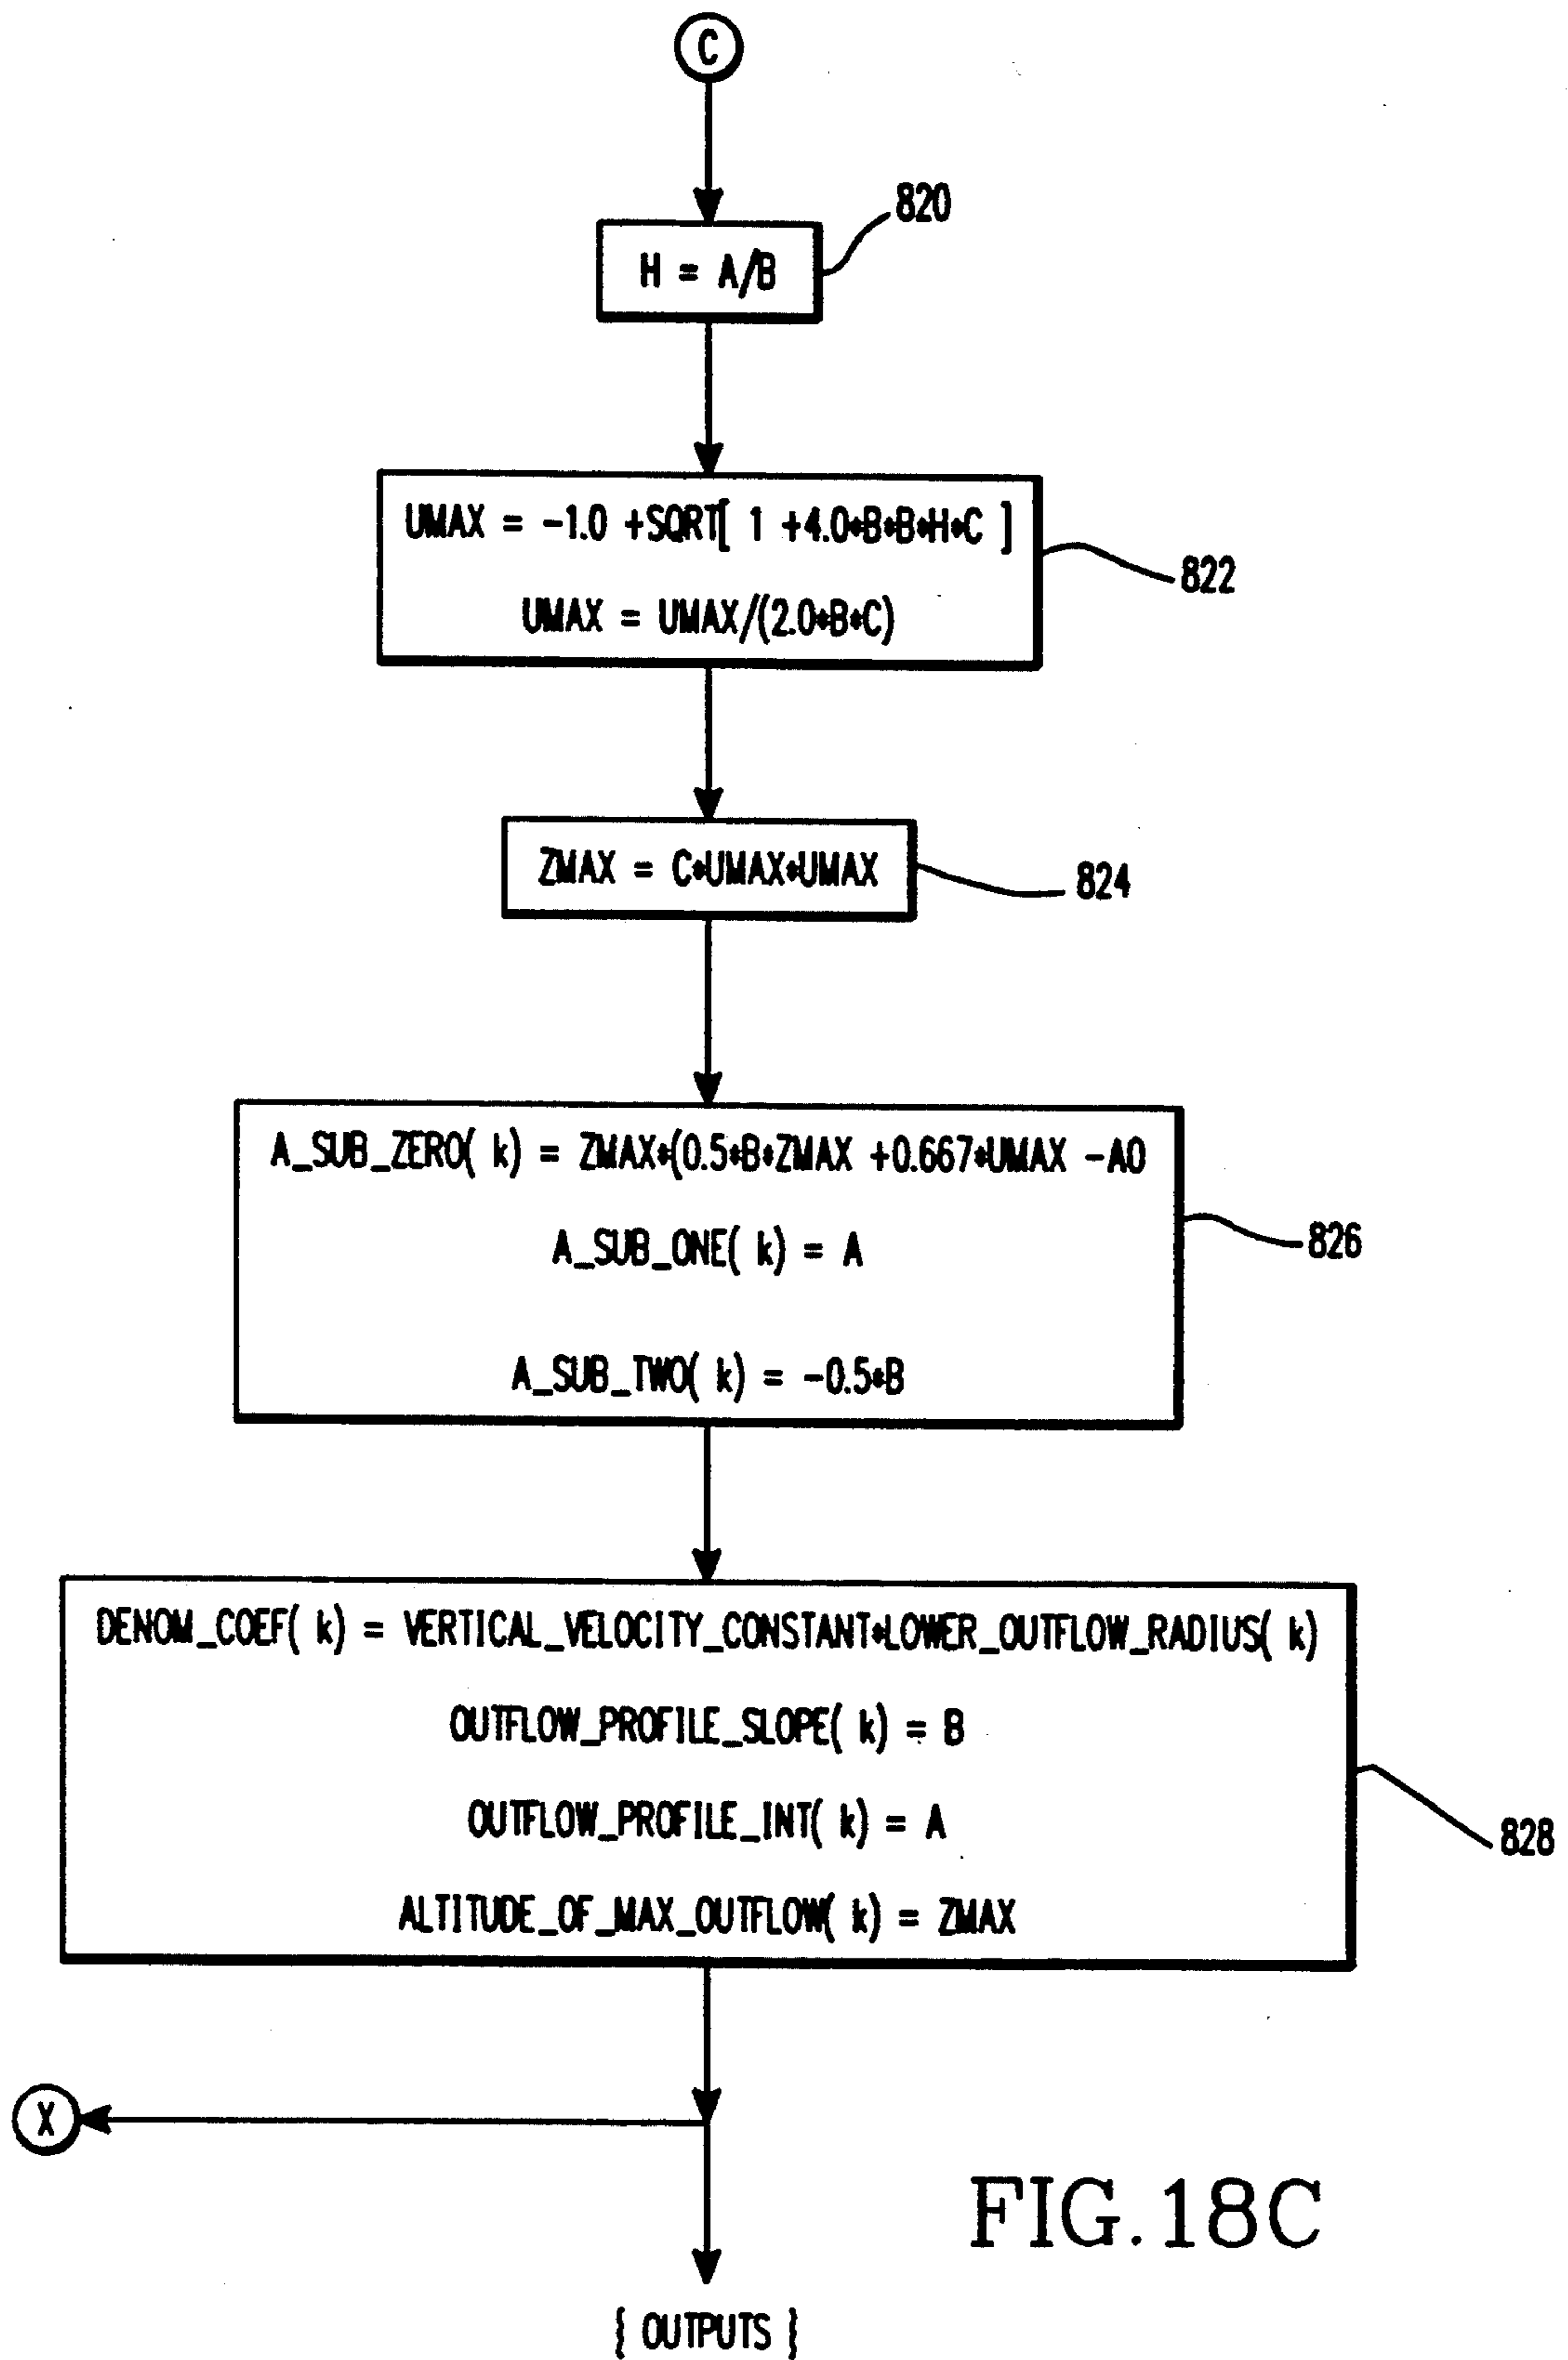 C
820
H = A/B
UMAX = -1.0 +SQRT[ 1 +4.0*B*B*H*C ]
822
UMAX = UMAX/(2.0*B*C)
ZMAX = C*UMAX*UMAX
824
A_SUB_ZERO( k) = ZMAX*(0.5*B*ZMAX +0.667*UMAX -A0
826
A_SUB_ONE( k) = A
A_SUB_TWO( k) = -0.5*B
DENOM_COEF( k) = VERTICAL_VELOCITY_CONSTANT*LOWER_OUTFLOW_RADIUS( k)
OUTFLOW_PROFILE_SLOPE( k) = B
OUTFLOW_PROFILE_INT( k) = A
828
ALTITUDE_OF_MAX_OUTFLOW( k) = ZMAX
X
FIG.18C
{ OUTPUTS }